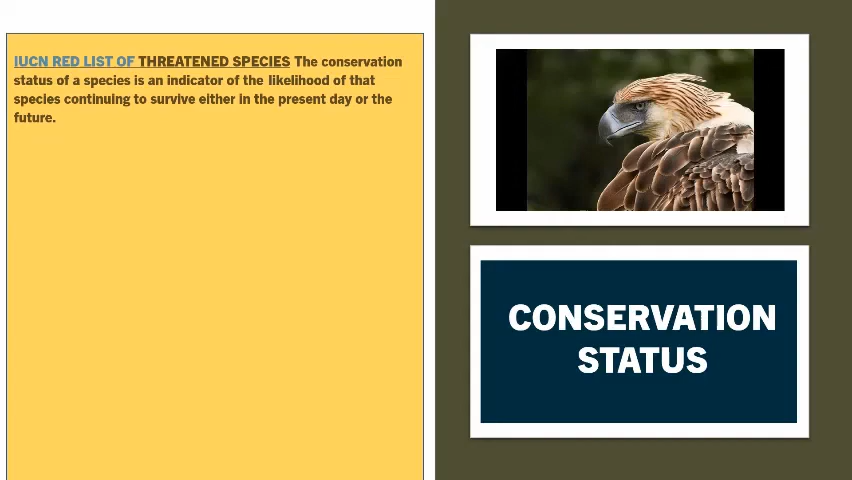 IUCN RED LIST OF THREATENED SPECIES The conservation
status of a species is an indicator of the likelihood of that
species continuing to survive either in the present day or the
future.
CONSERVATION
STATUS